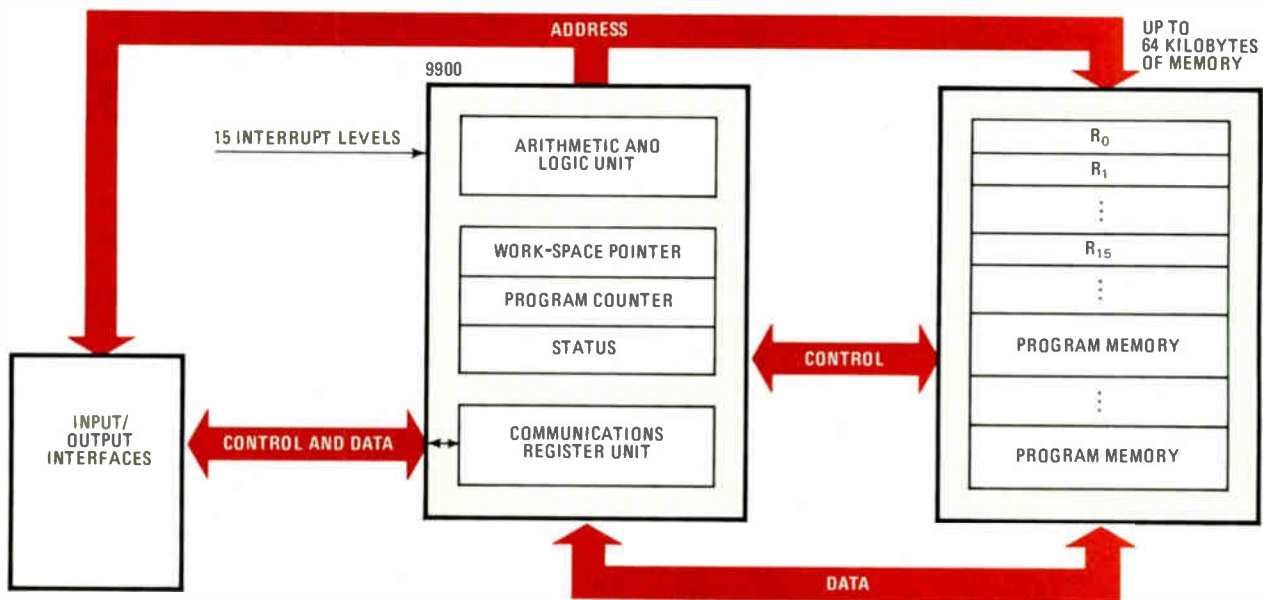 ADDRESS
UP TO
64 KILOBYTES
OF MEMORY
9900
15 INTERRUPT LEVELS
ARITHMETIC AND
LOGIC UNIT
WORK-SPACE POINTER
PROGRAM COUNTER
STATUS
COMMUNICATIONS
REGISTER UNIT
INPUT/
OUTPUT
INTERFACES
CONTROL AND DATA
CONTROL
DATA
R₀
R₁
⋮
R₁₅
⋮
PROGRAM MEMORY
⋮
PROGRAM MEMORY